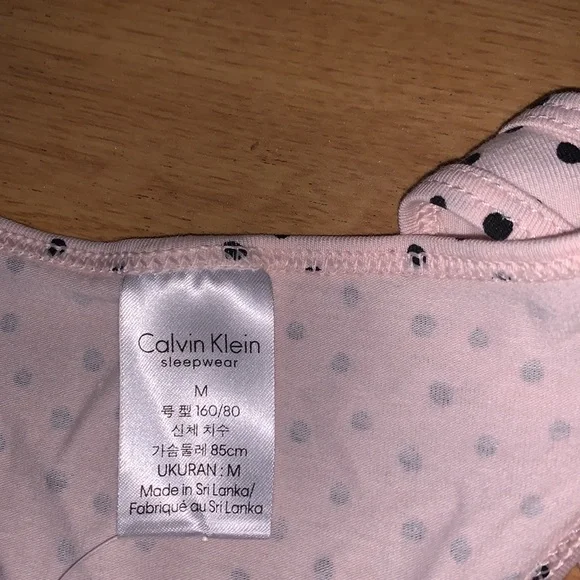 Calvin Klein
sleepwear
M
号型 160/80
신체 치수
가슴둘레 85cm
UKURAN : M
Made in Sri Lanka/
Fabriqué au Sri Lanka